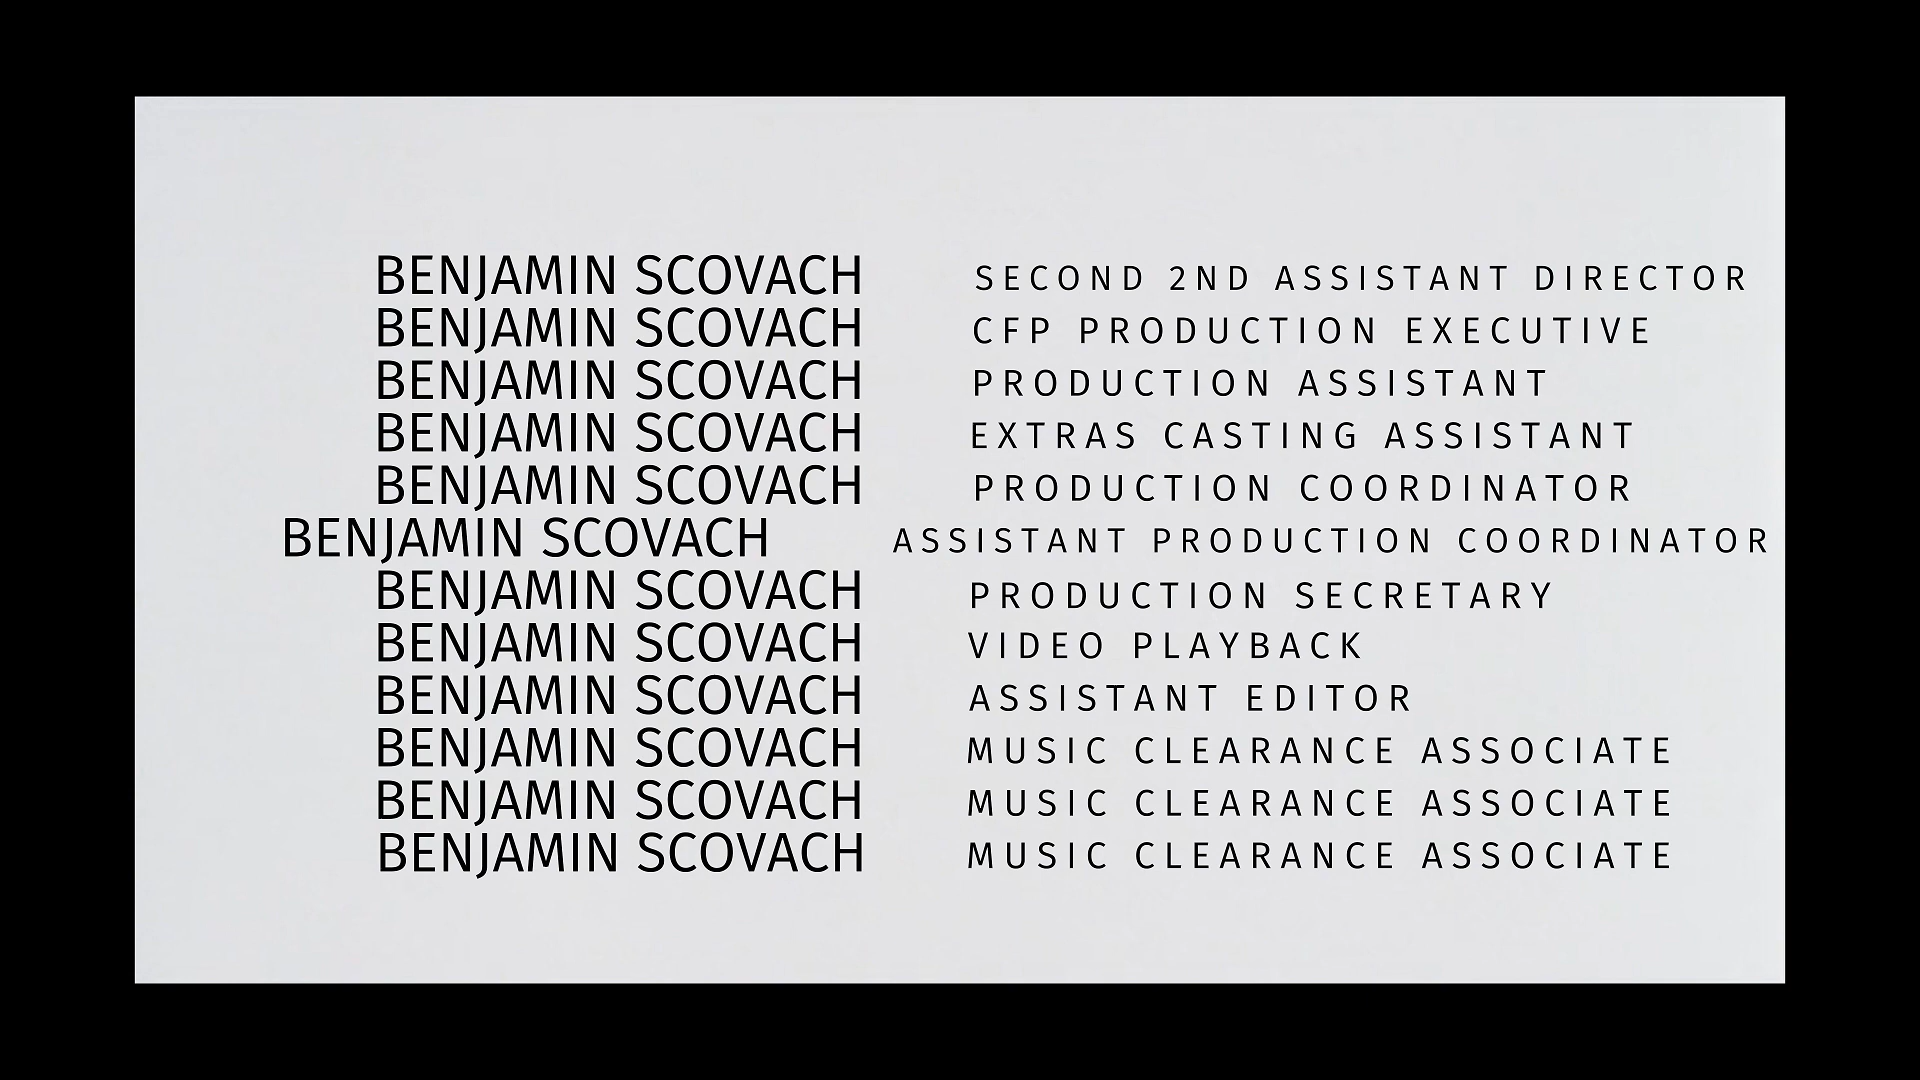 BENJAMIN SCOVACH SECOND 2ND ASSISTANT DIRECTOR
BENJAMIN SCOVACH CFP PRODUCTION EXECUTIVE
BENJAMIN SCOVACH PRODUCTION ASSISTANT
BENJAMIN SCOVACH EXTRAS CASTING ASSISTANT
BENJAMIN SCOVACH PRODUCTION COORDINATOR
BENJAMIN SCOVACH ASSISTANT PRODUCTION COORDINATOR
BENJAMIN SCOVACH PRODUCTION SECRETARY
BENJAMIN SCOVACH VIDEO PLAYBACK
BENJAMIN SCOVACH ASSISTANT EDITOR
BENJAMIN SCOVACH MUSIC CLEARANCE ASSOCIATE
BENJAMIN SCOVACH MUSIC CLEARANCE ASSOCIATE
BENJAMIN SCOVACH MUSIC CLEARANCE ASSOCIATE